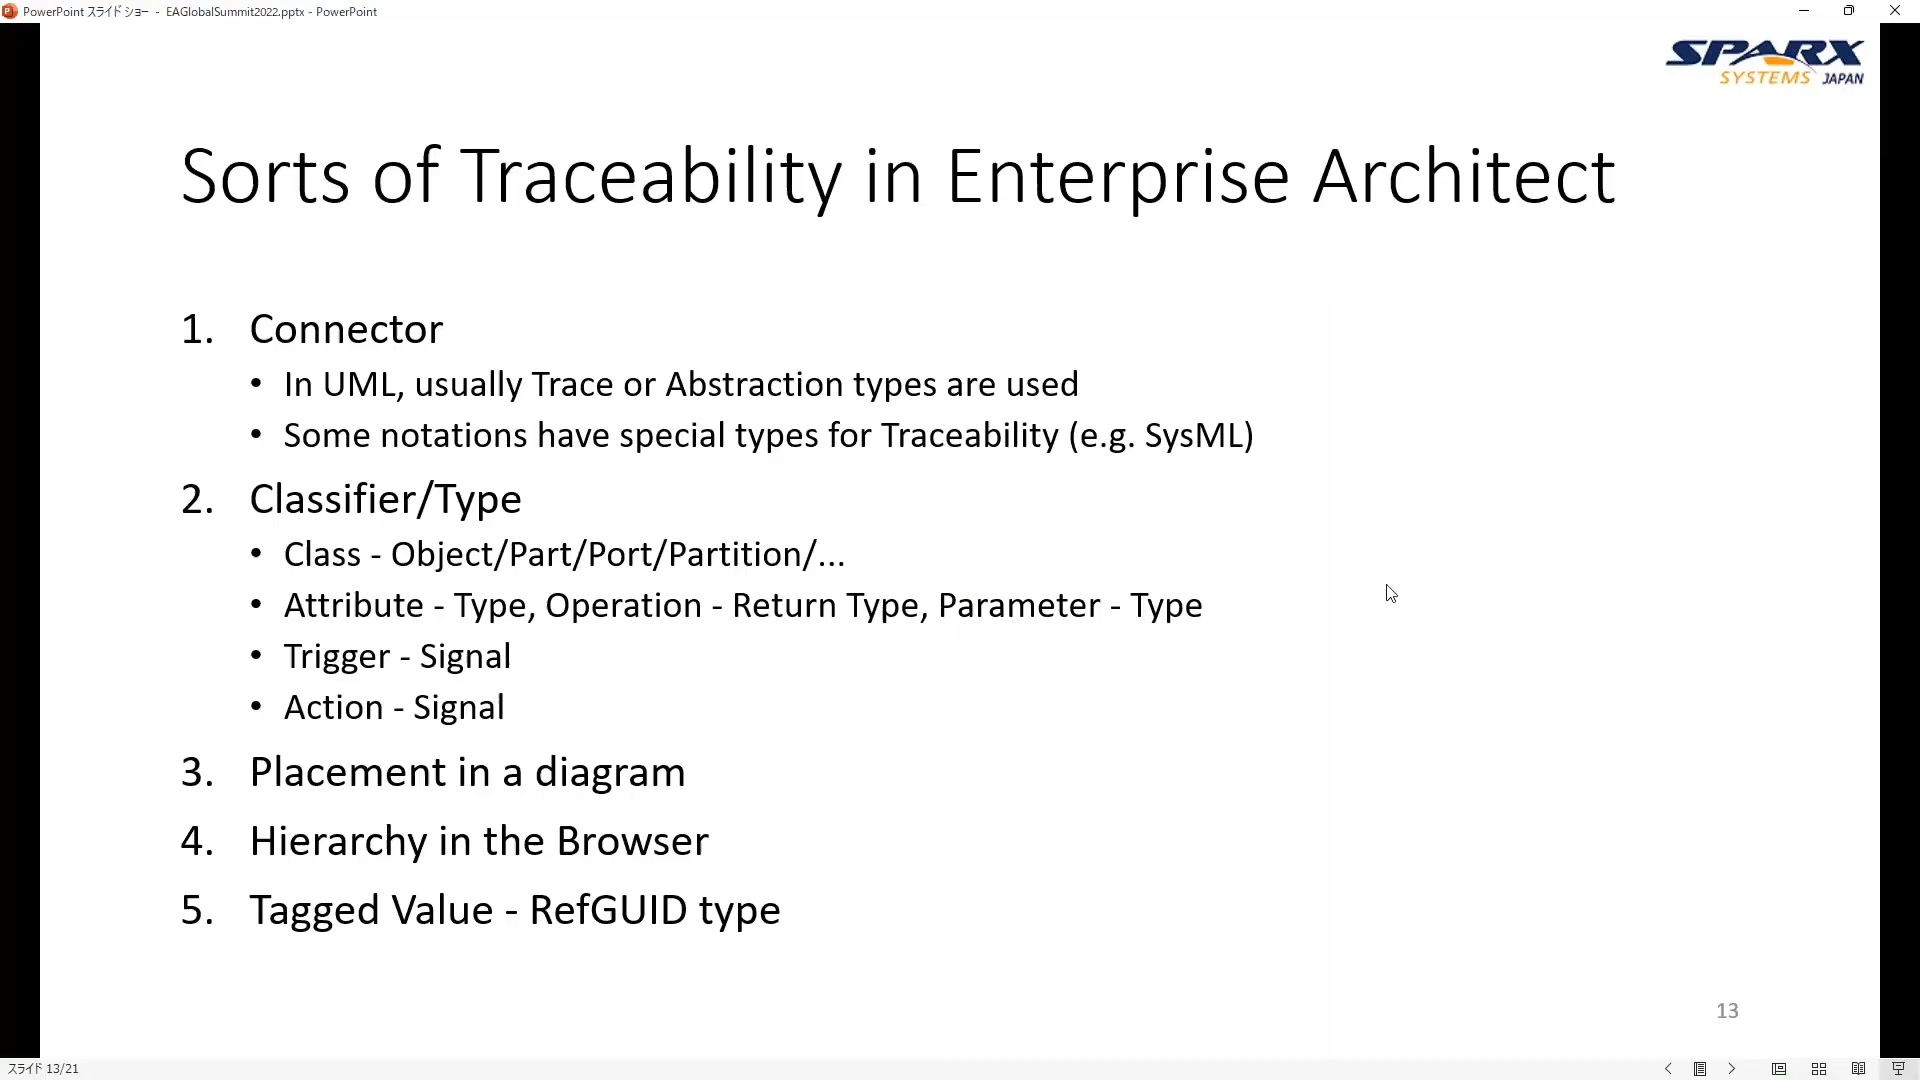 PowerPoint スライド ショー - EAGlobalSummit2022.pptx - PowerPoint
SPARX
SYSTEMS JAPAN
Sorts of Traceability in Enterprise Architect
1. Connector
• In UML, usually Trace or Abstraction types are used
• Some notations have special types for Traceability (e.g. SysML)
2. Classifier/Type
• Class - Object/Part/Port/Partition/...
• Attribute - Type, Operation - Return Type, Parameter - Type
• Trigger - Signal
• Action - Signal
3. Placement in a diagram
4. Hierarchy in the Browser
5. Tagged Value - RefGUID type
13
スライド 13/21